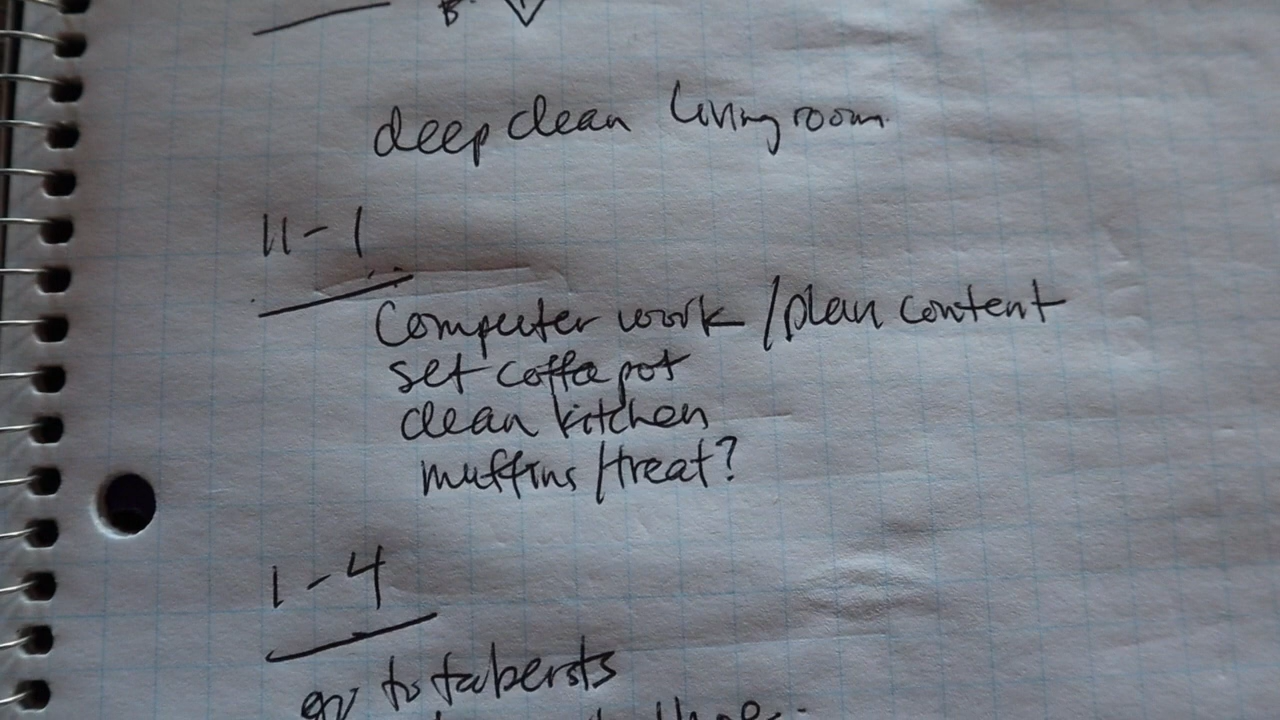 deep clean living room
11-1
Computer work / plan content
set coffee pot
clean kitchen
muffins / treat?
1-4
go to